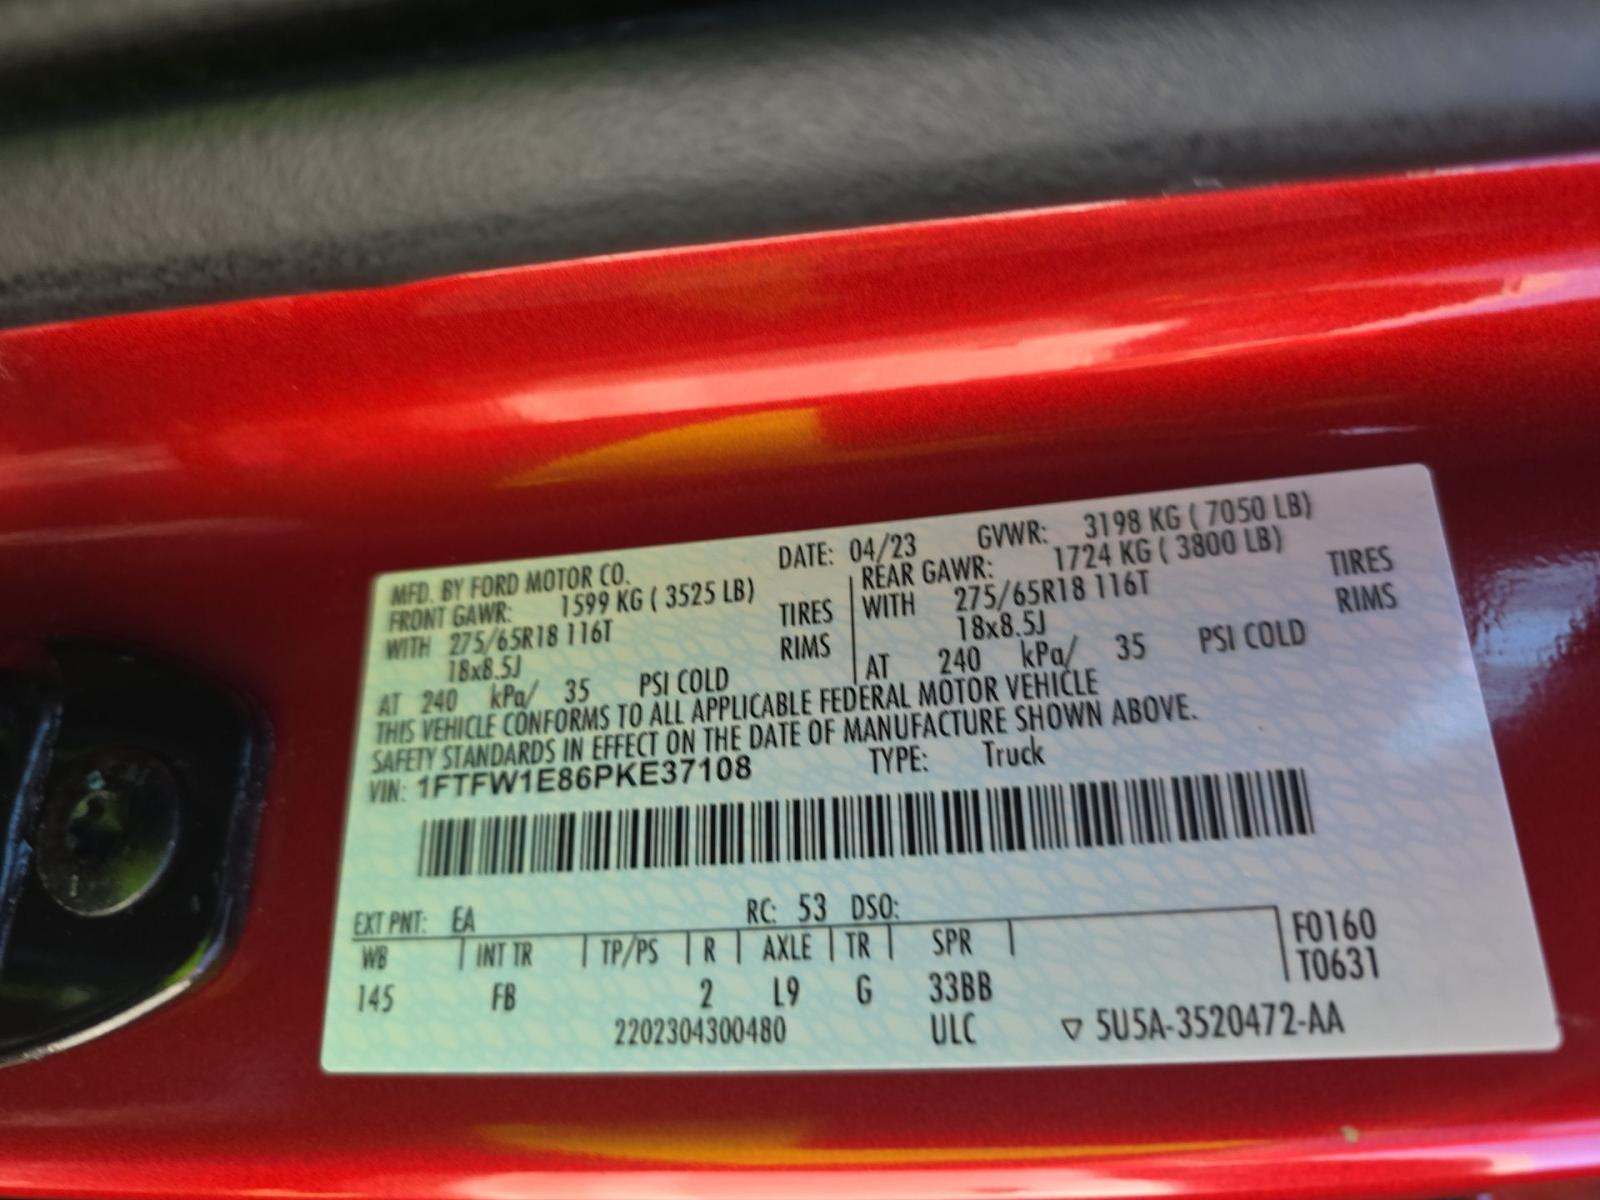 MFD. BY FORD MOTOR CO. DATE: 04/23 GVWR: 3198 KG ( 7050 LB)
FRONT GAWR: 1599 KG ( 3525 LB) REAR GAWR: 1724 KG ( 3800 LB)
WITH 275/65R18 116T TIRES WITH 275/65R18 116T TIRES
18x8.5J RIMS 18x8.5J RIMS
AT 240 kPa/ 35 PSI COLD AT 240 kPa/ 35 PSI COLD
THIS VEHICLE CONFORMS TO ALL APPLICABLE FEDERAL MOTOR VEHICLE
SAFETY STANDARDS IN EFFECT ON THE DATE OF MANUFACTURE SHOWN ABOVE.
VIN: 1FTFW1E86PKE37108 TYPE: Truck
EXT PNT: EA RC: 53 DSO:
WB INT TR TP/PS R AXLE TR SPR F0160
T0631
145 FB 2 L9 G 33BB
2202304300480 ULC ▽ 5U5A-3520472-AA